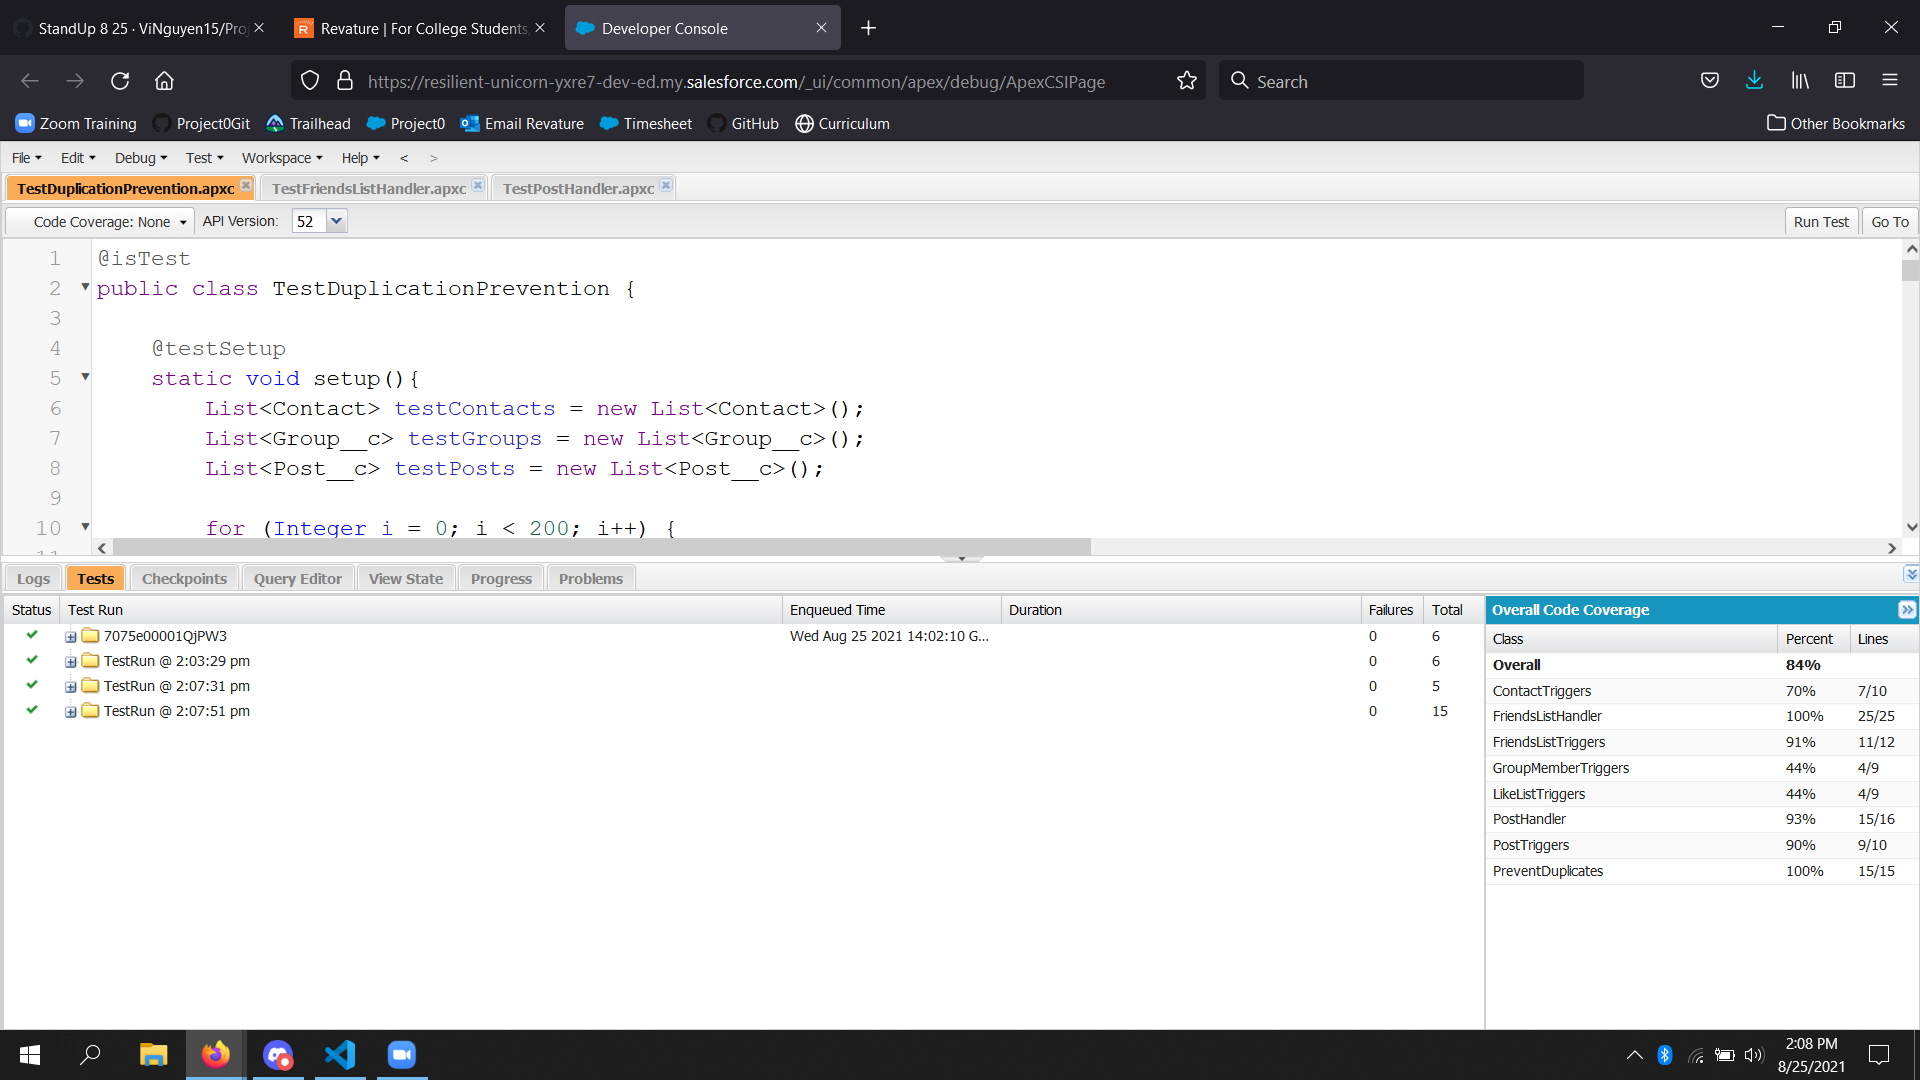 StandUp 8 25 · ViNguyen15/Proj
Revature | For College Students,
Developer Console
https://resilient-unicorn-yxre7-dev-ed.my.salesforce.com/_ui/common/apex/debug/ApexCSIPage
Search
Zoom Training Project0Git Trailhead Project0 Email Revature Timesheet GitHub Curriculum Other Bookmarks
File Edit Debug Test Workspace Help < >
TestDuplicationPrevention.apxc TestFriendsListHandler.apxc TestPostHandler.apxc
Code Coverage: None API Version: 52 Run Test Go To
1 @isTest
2 public class TestDuplicationPrevention {
3
4 @testSetup
5 static void setup(){
6 List<Contact> testContacts = new List<Contact>();
7 List<Group__c> testGroups = new List<Group__c>();
8 List<Post__c> testPosts = new List<Post__c>();
9
10 for (Integer i = 0; i < 200; i++) {
Logs Tests Checkpoints Query Editor View State Progress Problems
Status Test Run Enqueued Time Duration Failures Total
7075e00001QjPW3 Wed Aug 25 2021 14:02:10 G... 0 6
TestRun @ 2:03:29 pm 0 6
TestRun @ 2:07:31 pm 0 5
TestRun @ 2:07:51 pm 0 15
Overall Code Coverage
Class Percent Lines
Overall 84%
ContactTriggers 70% 7/10
FriendsListHandler 100% 25/25
FriendsListTriggers 91% 11/12
GroupMemberTriggers 44% 4/9
LikeListTriggers 44% 4/9
PostHandler 93% 15/16
PostTriggers 90% 9/10
PreventDuplicates 100% 15/15
2:08 PM
8/25/2021